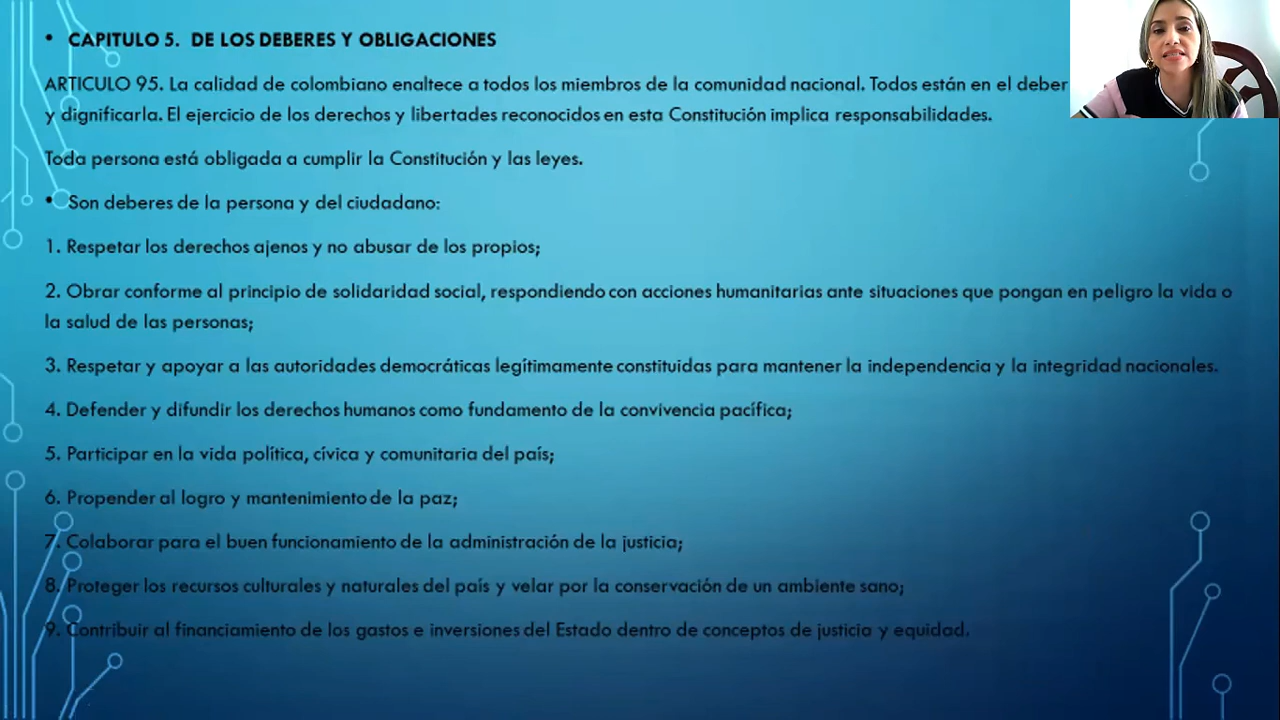 • CAPITULO 5. DE LOS DEBERES Y OBLIGACIONES
ARTICULO 95. La calidad de colombiano enaltece a todos los miembros de la comunidad nacional. Todos están en el deber
y dignificarla. El ejercicio de los derechos y libertades reconocidos en esta Constitución implica responsabilidades.
Toda persona está obligada a cumplir la Constitución y las leyes.
• Son deberes de la persona y del ciudadano:
1. Respetar los derechos ajenos y no abusar de los propios;
2. Obrar conforme al principio de solidaridad social, respondiendo con acciones humanitarias ante situaciones que pongan en peligro la vida o
la salud de las personas;
3. Respetar y apoyar a las autoridades democráticas legítimamente constituidas para mantener la independencia y la integridad nacionales.
4. Defender y difundir los derechos humanos como fundamento de la convivencia pacífica;
5. Participar en la vida política, cívica y comunitaria del país;
6. Propender al logro y mantenimiento de la paz;
7. Colaborar para el buen funcionamiento de la administración de la justicia;
8. Proteger los recursos culturales y naturales del país y velar por la conservación de un ambiente sano;
9. Contribuir al financiamiento de los gastos e inversiones del Estado dentro de conceptos de justicia y equidad.